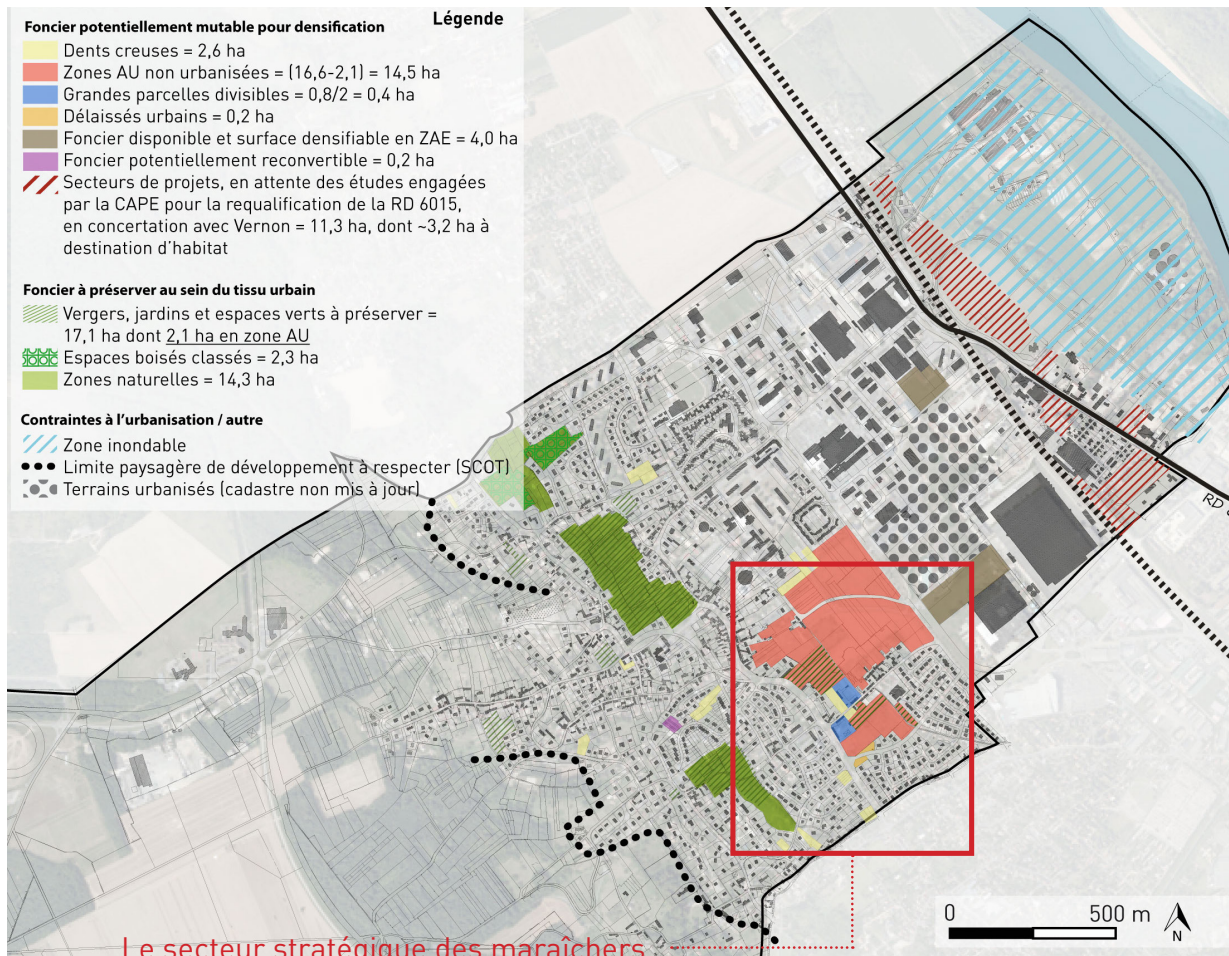 Légende
Foncier potentiellement mutable pour densification
Dents creuses = 2,6 ha
Zones AU non urbanisées = (16,6-2,1) = 14,5 ha
Grandes parcelles divisibles = 0,8/2 = 0,4 ha
Délaissés urbains = 0,2 ha
Foncier disponible et surface densifiable en ZAE = 4,0 ha
Foncier potentiellement reconvertible = 0,2 ha
Secteurs de projets, en attente des études engagées
par la CAPE pour la requalification de la RD 6015,
en concertation avec Vernon = 11,3 ha, dont ~3,2 ha à
destination d'habitat
Foncier à préserver au sein du tissu urbain
Vergers, jardins et espaces verts à préserver =
17,1 ha dont 2,1 ha en zone AU
Espaces boisés classés = 2,3 ha
Zones naturelles = 14,3 ha
Contraintes à l'urbanisation / autre
Zone inondable
Limite paysagère de développement à respecter (SCOT)
Terrains urbanisés (cadastre non mis à jour)
RD
0 500 m
N
Le secteur stratégique des maraîchers